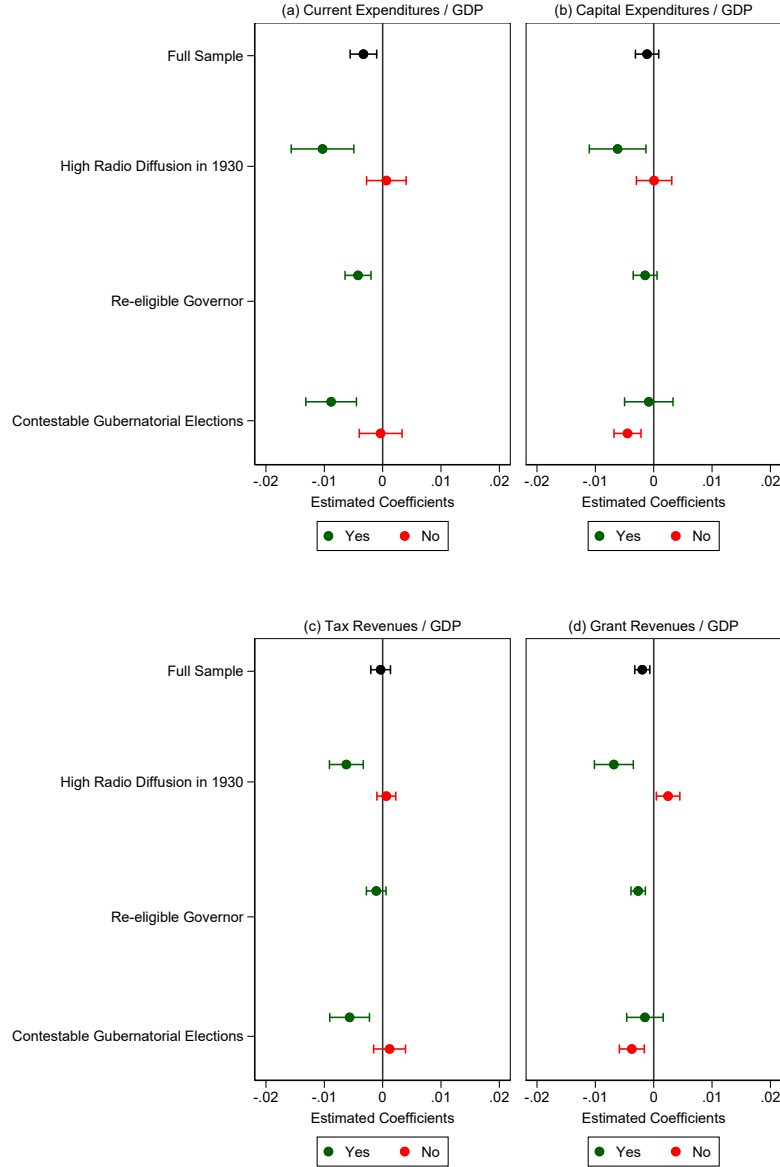 (a) Current Expenditures / GDP
(b) Capital Expenditures / GDP
Full Sample
High Radio Diffusion in 1930
Re-eligible Governor
Contestable Gubernatorial Elections
-.02 -.01 0 .01 .02
-.02 -.01 0 .01 .02
Estimated Coefficients
Estimated Coefficients
Yes No
Yes No
(c) Tax Revenues / GDP
(d) Grant Revenues / GDP
Full Sample
High Radio Diffusion in 1930
Re-eligible Governor
Contestable Gubernatorial Elections
-.02 -.01 0 .01 .02
-.02 -.01 0 .01 .02
Estimated Coefficients
Estimated Coefficients
Yes No
Yes No